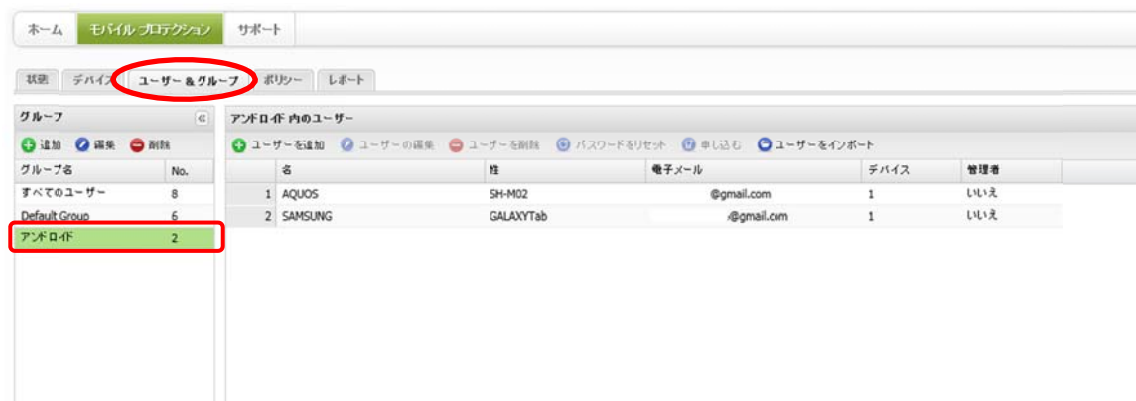 ホーム モバイル プロテクション サポート
状態 デバイス ユーザー & グループ ポリシー レポート
グループ
追加 編集 削除
グループ名 No.
すべてのユーザー 8
Default Group 6
アンドロイド 2
アンドロイド 内のユーザー
ユーザーを追加 ユーザーの編集 ユーザーを削除 パスワードをリセット 申し込む ユーザーをインポート
名 姓 電子メール デバイス 管理者
1 AQUOS SH-M02 @gmail.com 1 いいえ
2 SAMSUNG GALAXYTab @gmail.com 1 いいえ